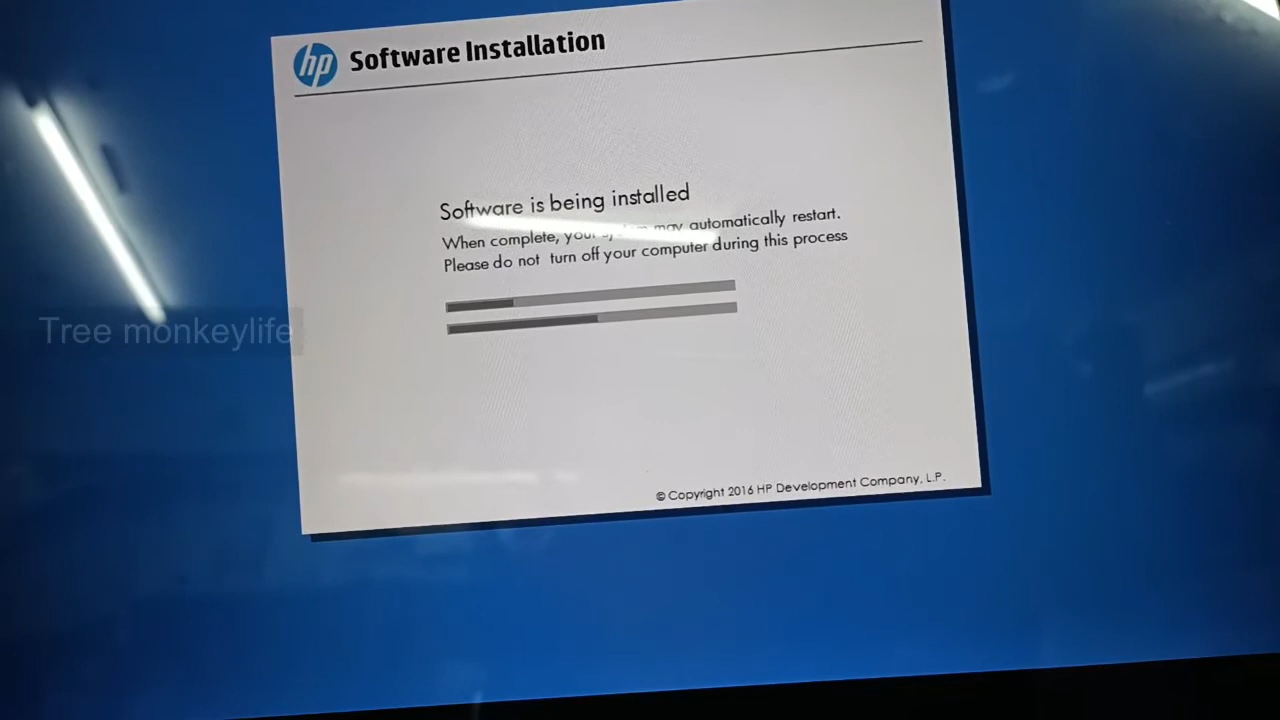 hp Software Installation
Software is being installed
When complete, your system may automatically restart.
Please do not turn off your computer during this process
Tree monkeylife
© Copyright 2016 HP Development Company, L.P.